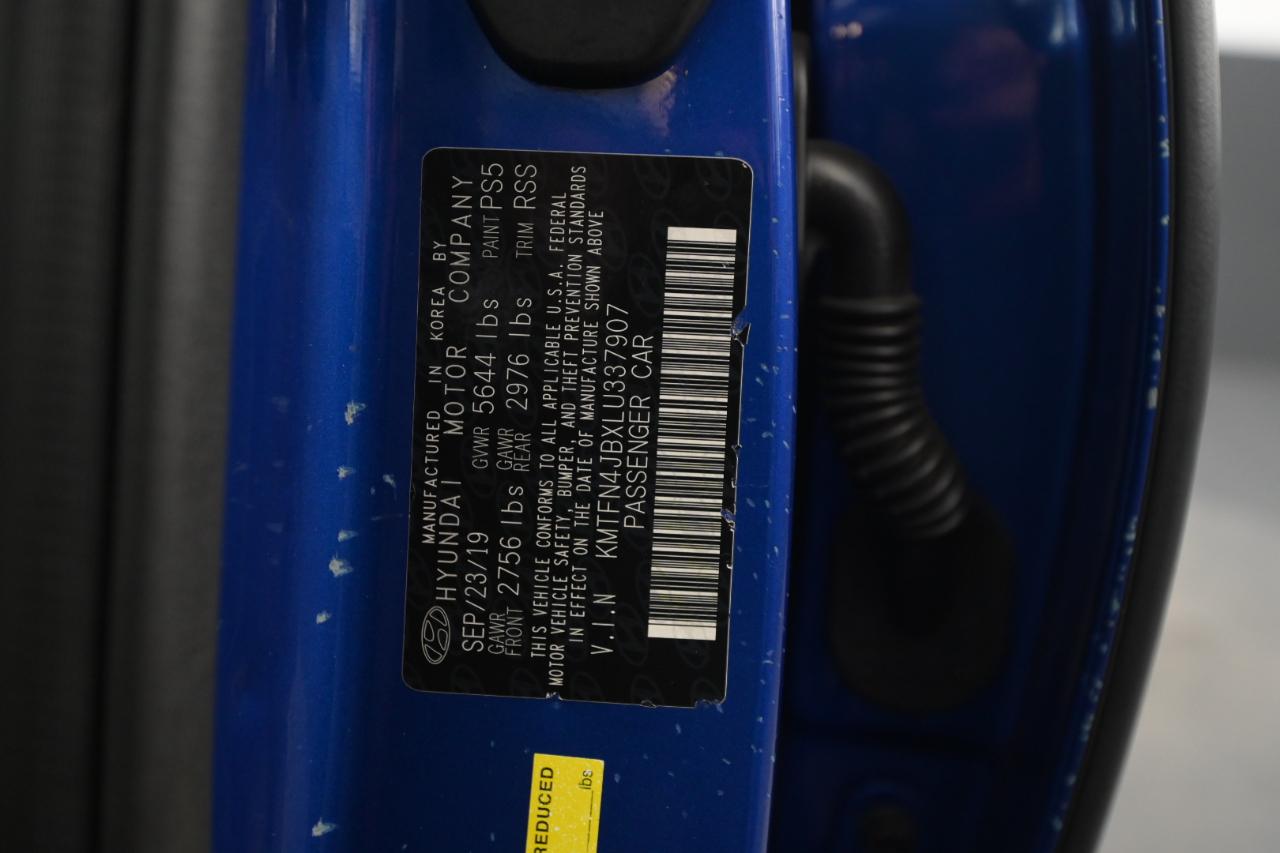 MANUFACTURED IN KOREA BY
HYUNDAI MOTOR COMPANY
SEP/23/19 GVWR 5644 lbs PAINT PS5
GAWR FRONT 2756 lbs GAWR REAR 2976 lbs TRIM RSS
THIS VEHICLE CONFORMS TO ALL APPLICABLE U.S.A. FEDERAL
MOTOR VEHICLE SAFETY, BUMPER, AND THEFT PREVENTION STANDARDS
IN EFFECT ON THE DATE OF MANUFACTURE SHOWN ABOVE
V.I.N KMTFN4JBXLU337907
PASSENGER CAR
REDUCED
lbs